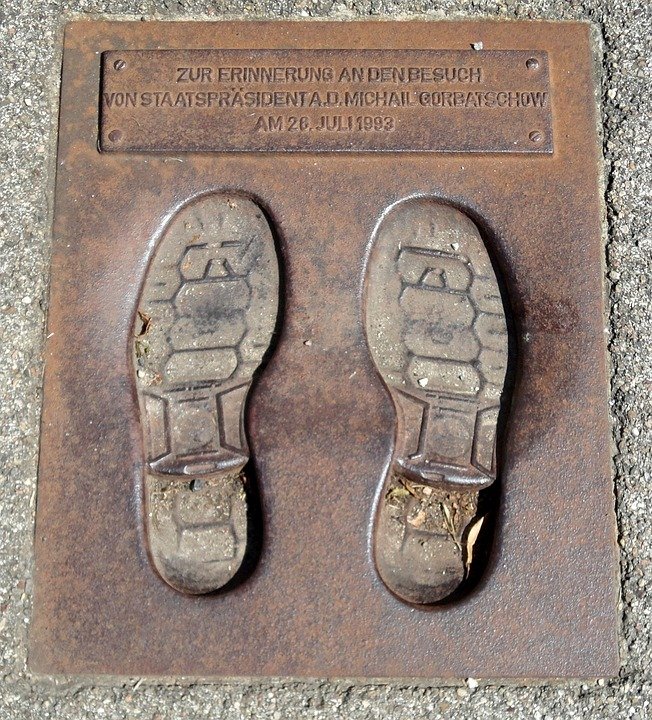 ZUR ERINNERUNG AN DEN BESUCH
VON STAATSPRÄSIDENT A.D. MICHAIL GORBATSCHOW
AM 26. JULI 1993